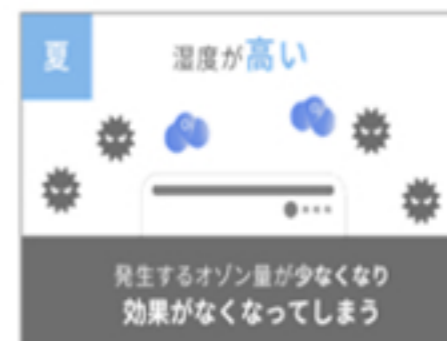 夏
湿度が高い
発生するオゾン量が少なくなり
効果がなくなってしまう